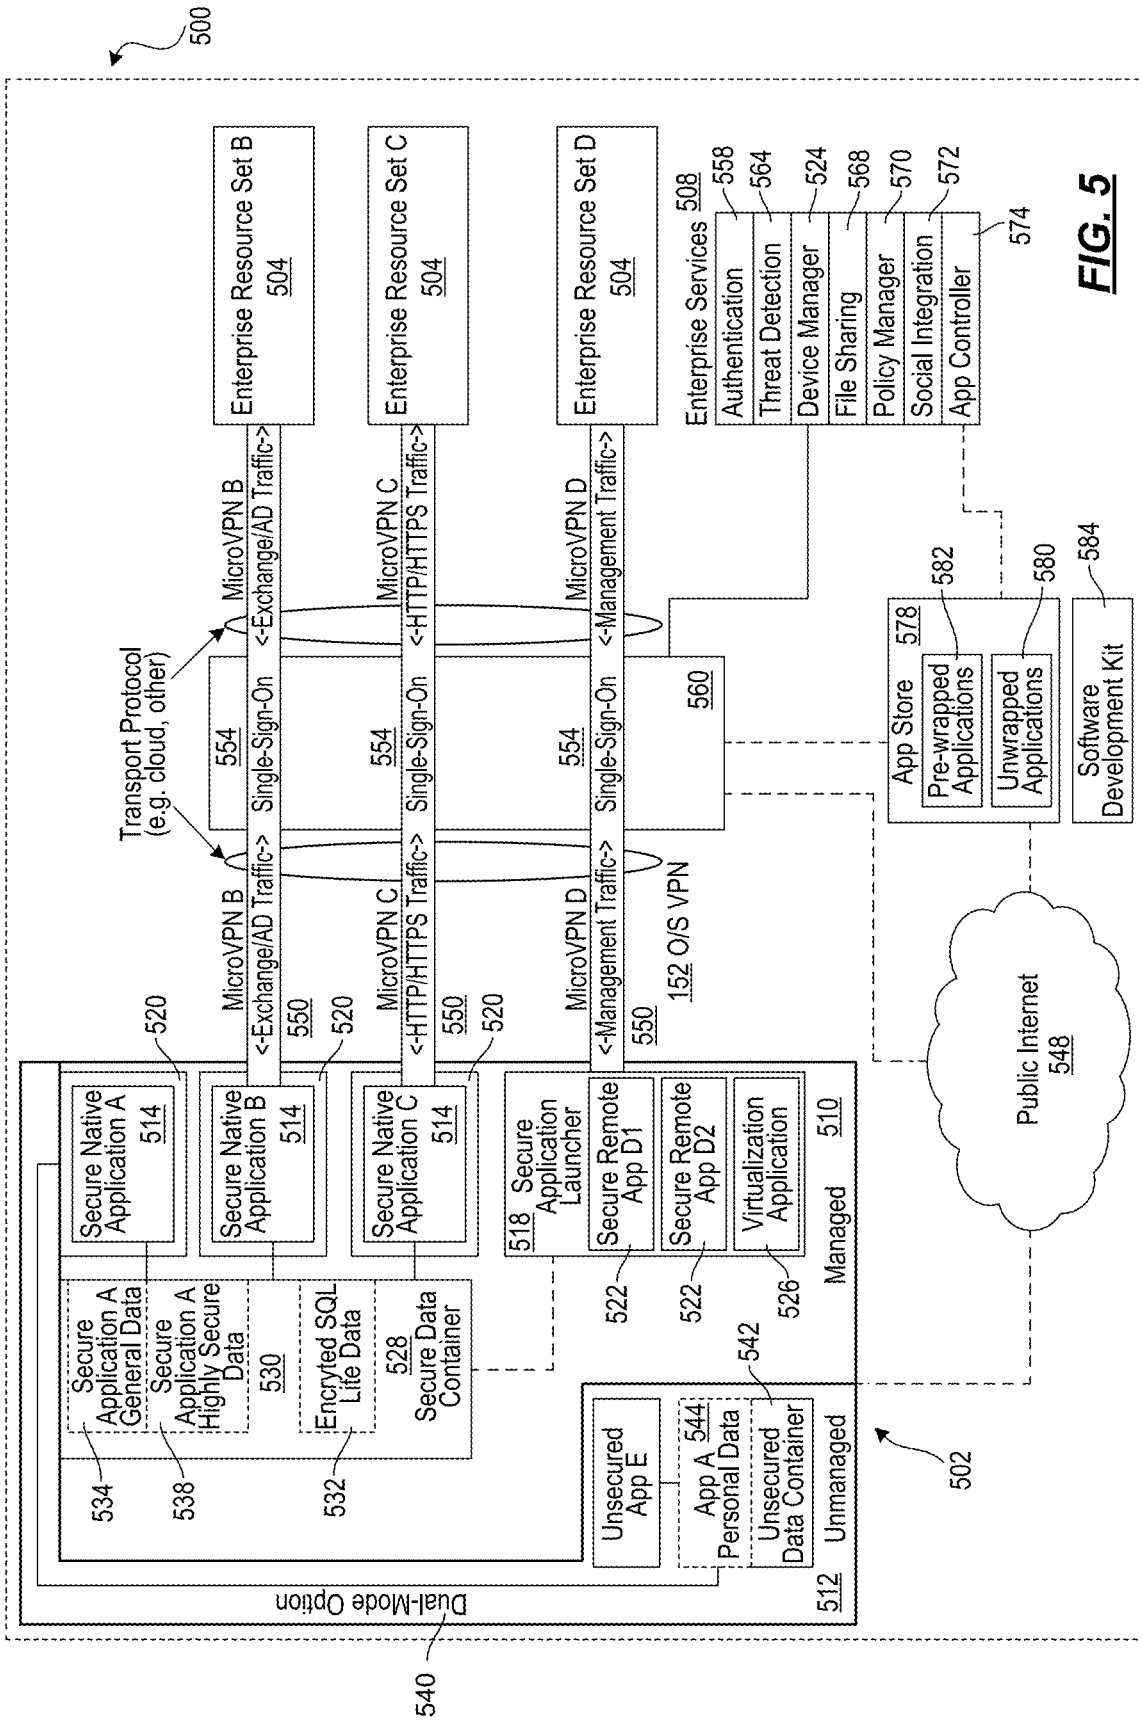 500
540
Dual-Mode Option
534
Secure
Application A
General Data
538
Secure
Application A
Highly Secure
Data
530
532
Encryted SQL
Lite Data
528
Secure Data
Container
Secure Native
Application A
514
520
Secure Native
Application B
514
520
Secure Native
Application C
514
520
518
Secure
Application
Launcher
522
Secure Remote
App D1
522
Secure Remote
App D2
526
Virtualization
Application
Managed
510
Unsecured
App E
544
App A
Personal Data
542
Unsecured
Data Container
512
Unmanaged
502
Transport Protocol
(e.g. cloud, other)
MicroVPN B
<-Exchange/AD Traffic->
550
554
Single-Sign-On
MicroVPN B
<-Exchange/AD Traffic->
Enterprise Resource Set B
504
MicroVPN C
<-HTTP/HTTPS Traffic->
550
554
Single-Sign-On
MicroVPN C
<-HTTP/HTTPS Traffic->
Enterprise Resource Set C
504
MicroVPN D
<-Management Traffic->
550
554
Single-Sign-On
MicroVPN D
<-Management Traffic->
Enterprise Resource Set D
504
152 O/S VPN
560
Enterprise Services 508
Authentication 558
Threat Detection 564
Device Manager 524
File Sharing 568
Policy Manager 570
Social Integration 572
App Controller 574
App Store 578
Pre-wrapped
Applications
582
Unwrapped
Applications
580
Software
Development Kit
584
Public Internet
548
FIG. 5